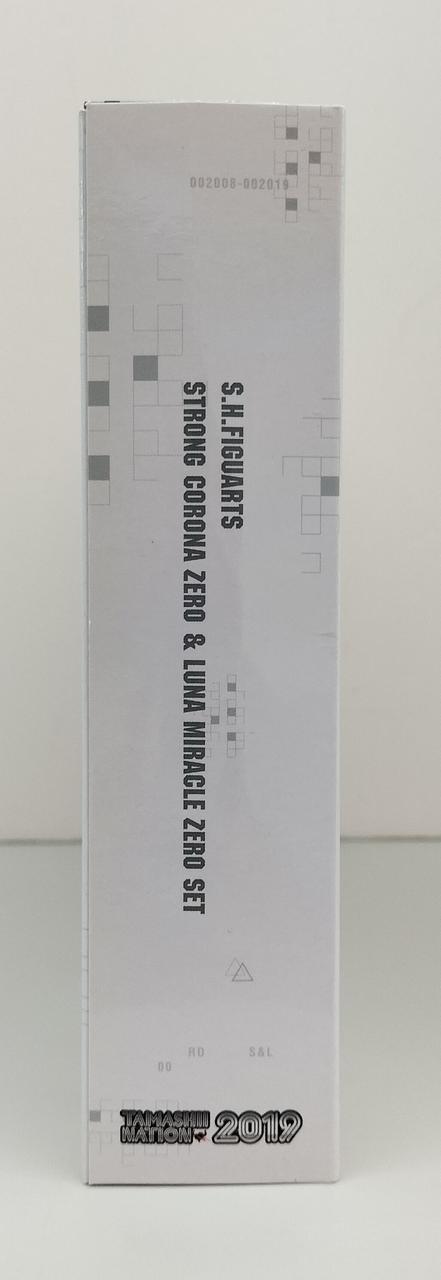 002008-002019
S.H.FIGUARTS
STRONG CORONA ZERO & LUNA MIRACLE ZERO SET
RD S&L
00
TAMASHII
NATION 2019